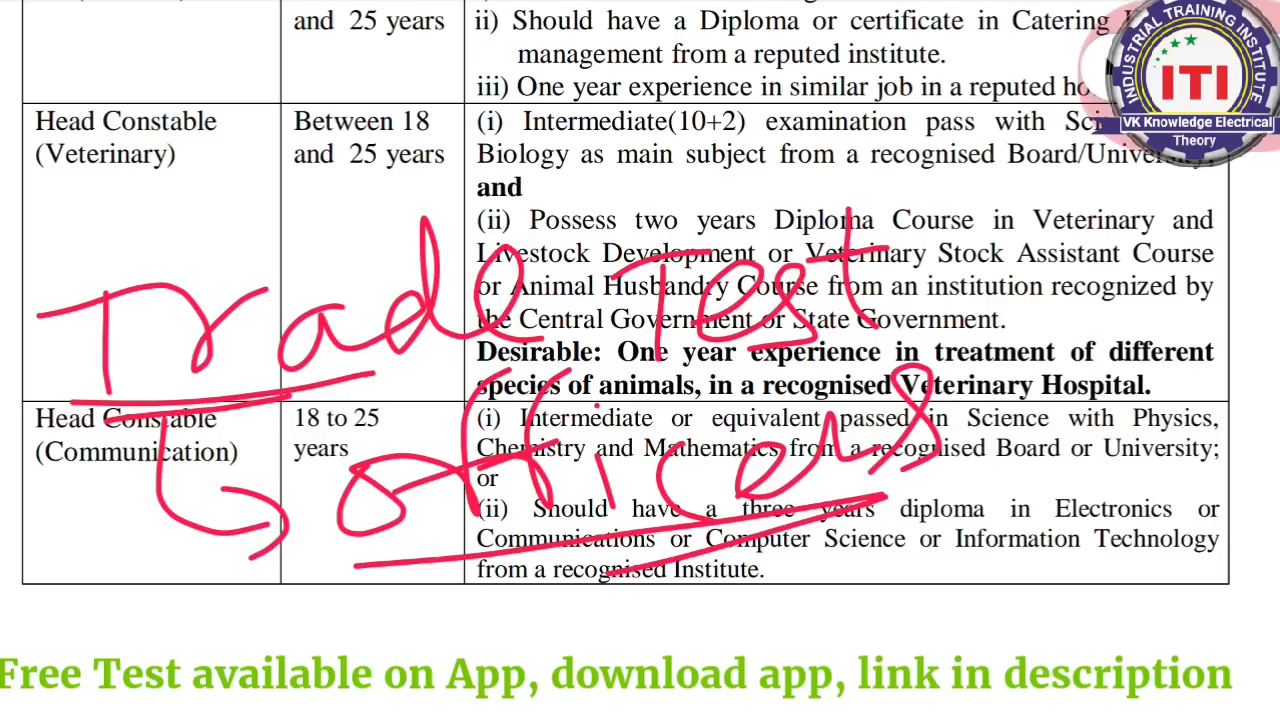 and 25 years
ii) Should have a Diploma or certificate in Catering
management from a reputed institute.
iii) One year experience in similar job in a reputed
INDUSTRIAL TRAINING INSTITUTE
ITI
VK Knowledge Electrical
Theory
Head Constable
(Veterinary)
Between 18
and 25 years
(i) Intermediate(10+2) examination pass with
Biology as main subject from a recognised Board/University;
and
(ii) Possess two years Diploma Course in Veterinary and
Livestock Development or Veterinary Stock Assistant Course
or Animal Husbandry Course from an institution recognized by
the Central Government or State Government.
Desirable: One year experience in treatment of different
species of animals, in a recognised Veterinary Hospital.
Trade Test
officers
Head Constable
(Communication)
18 to 25
years
(i) Intermediate or equivalent passed in Science with Physics,
Chemistry and Mathematics from a recognised Board or University;
or
(ii) Should have a three years diploma in Electronics or
Communications or Computer Science or Information Technology
from a recognised Institute.
Free Test available on App, download app, link in description